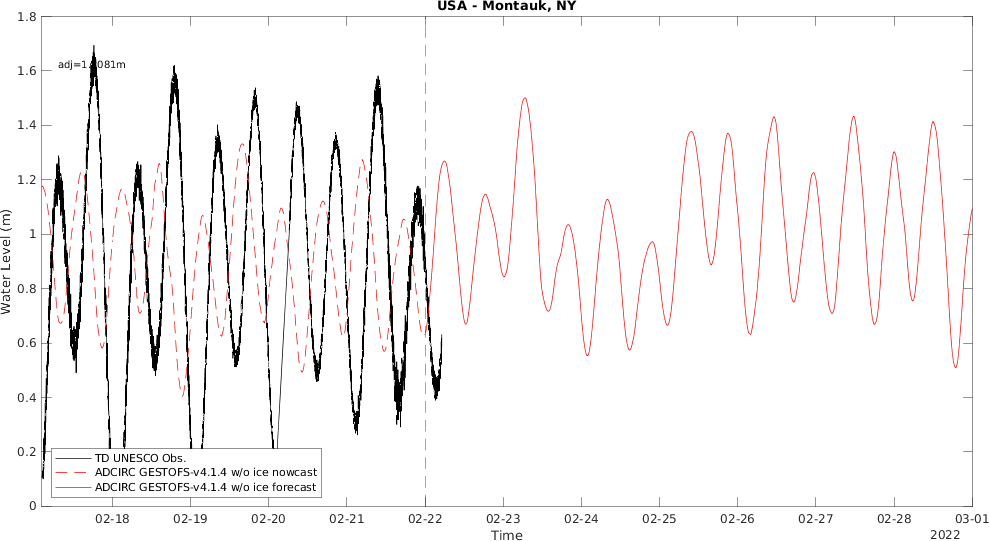 USA - Montauk, NY
1.8
1.6
1.4
1.2
1
0.8
0.6
0.4
0.2
0
Water Level (m)
TD UNESCO Obs.
ADCIRC GESTOFS-v4.1.4 w/o ice nowcast
ADCIRC GESTOFS-v4.1.4 w/o ice forecast
02-18 02-19 02-20 02-21 02-22 02-23 02-24 02-25 02-26 02-27 02-28 03-01
Time
2022